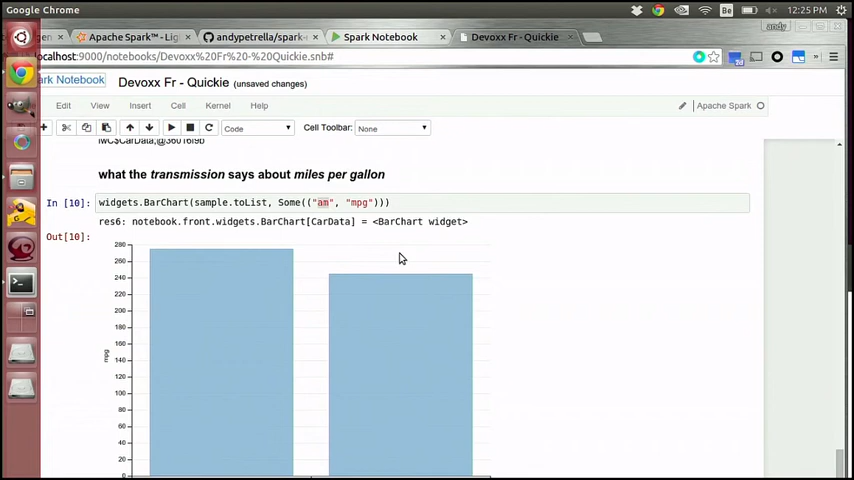 Google Chrome
Be
12:25 PM
andy
en
Apache Spark™ - Lig
andypetrella/spark-n
Spark Notebook
Devoxx Fr - Quickie
localhost:9000/notebooks/Devoxx%20Fr%20-%20Quickie.snb#
ark Notebook
Devoxx Fr - Quickie (unsaved changes)
Edit View Insert Cell Kernel Help
Apache Spark
Code
Cell Toolbar: None
what the transmission says about miles per gallon
In [10]: widgets.BarChart(sample.toList, Some(("am", "mpg")))
res6: notebook.front.widgets.BarChart[CarData] = <BarChart widget>
Out[10]:
280
260
240
220
200
180
160
140
120
100
80
60
40
20
0
mpg